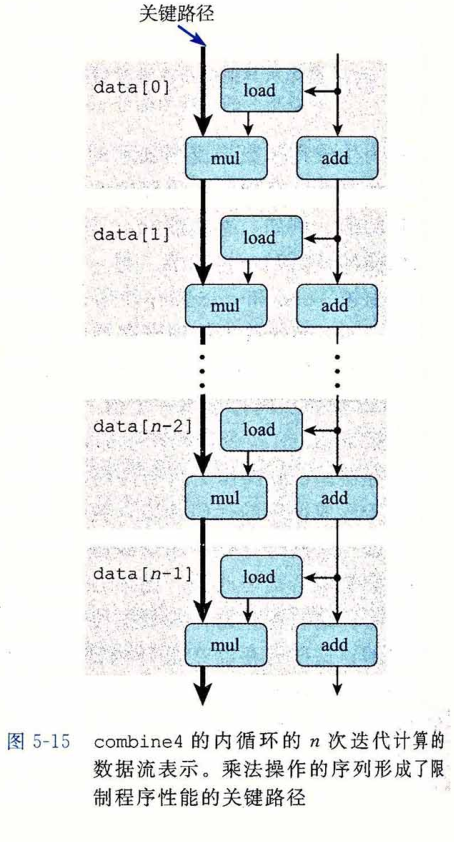 关键路径
data[0]
load
mul
add
data[1]
load
mul
add
data[n-2]
load
mul
add
data[n-1]
load
mul
add
图 5-15 combine4 的内循环的 n 次迭代计算的
数据流表示。乘法操作的序列形成了限
制程序性能的关键路径